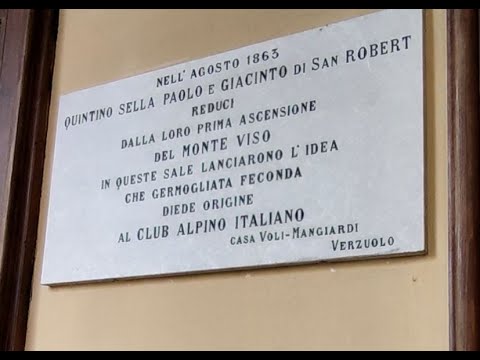 NELL' AGOSTO 1863
QUINTINO SELLA PAOLO E GIACINTO DI SAN ROBERT
REDUCI
DALLA LORO PRIMA ASCENSIONE
DEL MONTE VISO
IN QUESTE SALE LANCIARONO L'IDEA
CHE GERMOGLIATA FECONDA
DIEDE ORIGINE
AL CLUB ALPINO ITALIANO
CASA VOLI-MANGIARDI
VERZUOLO